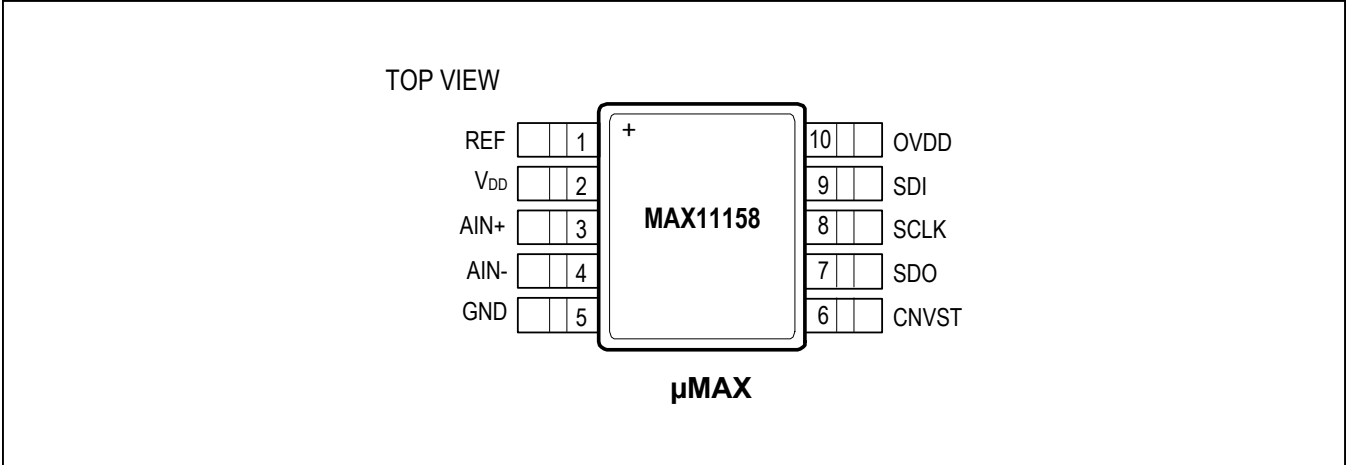 TOP VIEW
REF 1 + 10 OVDD
VDD 2 9 SDI
AIN+ 3 MAX11158 8 SCLK
AIN- 4 7 SDO
GND 5 6 CNVST
µMAX